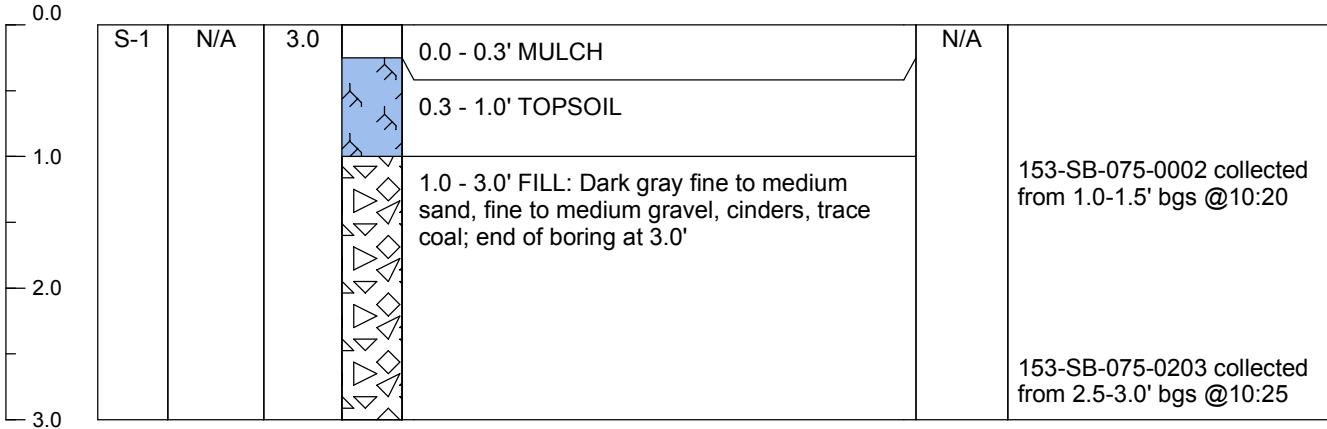 0.0
S-1 N/A 3.0 N/A
0.0 - 0.3' MULCH
0.3 - 1.0' TOPSOIL
1.0
1.0 - 3.0' FILL: Dark gray fine to medium
sand, fine to medium gravel, cinders, trace
coal; end of boring at 3.0'
153-SB-075-0002 collected
from 1.0-1.5' bgs @10:20
2.0
153-SB-075-0203 collected
from 2.5-3.0' bgs @10:25
3.0